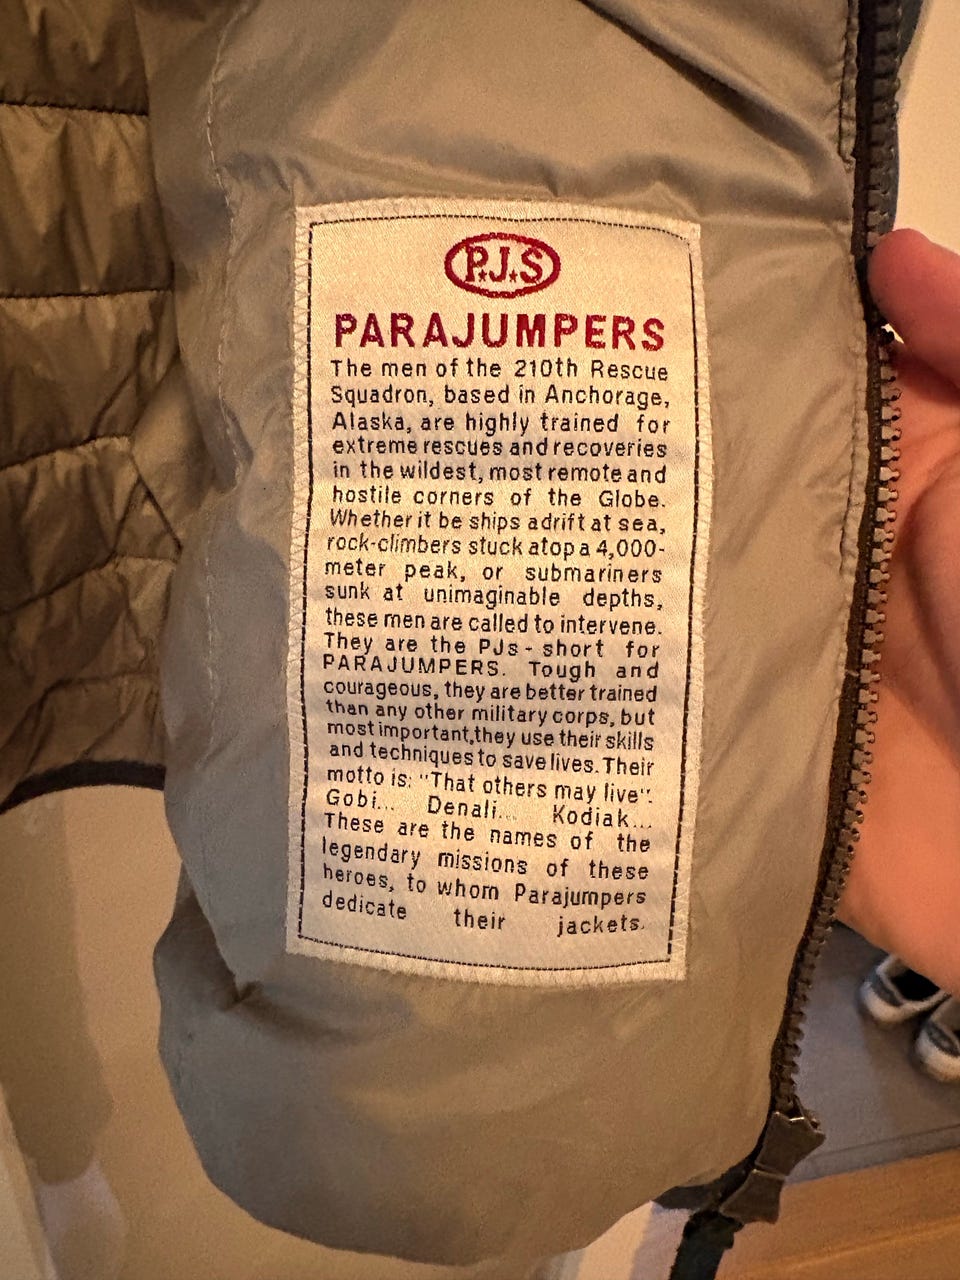 P.J.S
PARAJUMPERS
The men of the 210th Rescue
Squadron, based in Anchorage,
Alaska, are highly trained for
extreme rescues and recoveries
in the wildest, most remote and
hostile corners of the Globe.
Whether it be ships adrift at sea,
rock-climbers stuck atop a 4,000-
meter peak, or submariners
sunk at unimaginable depths,
these men are called to intervene.
They are the PJs - short for
PARAJUMPERS. Tough and
courageous, they are better trained
than any other military corps, but
most important,they use their skills
and techniques to save lives. Their
motto is: "That others may live".
Gobi... Denali... Kodiak...
These are the names of the
legendary missions of these
heroes, to whom Parajumpers
dedicate their jackets.